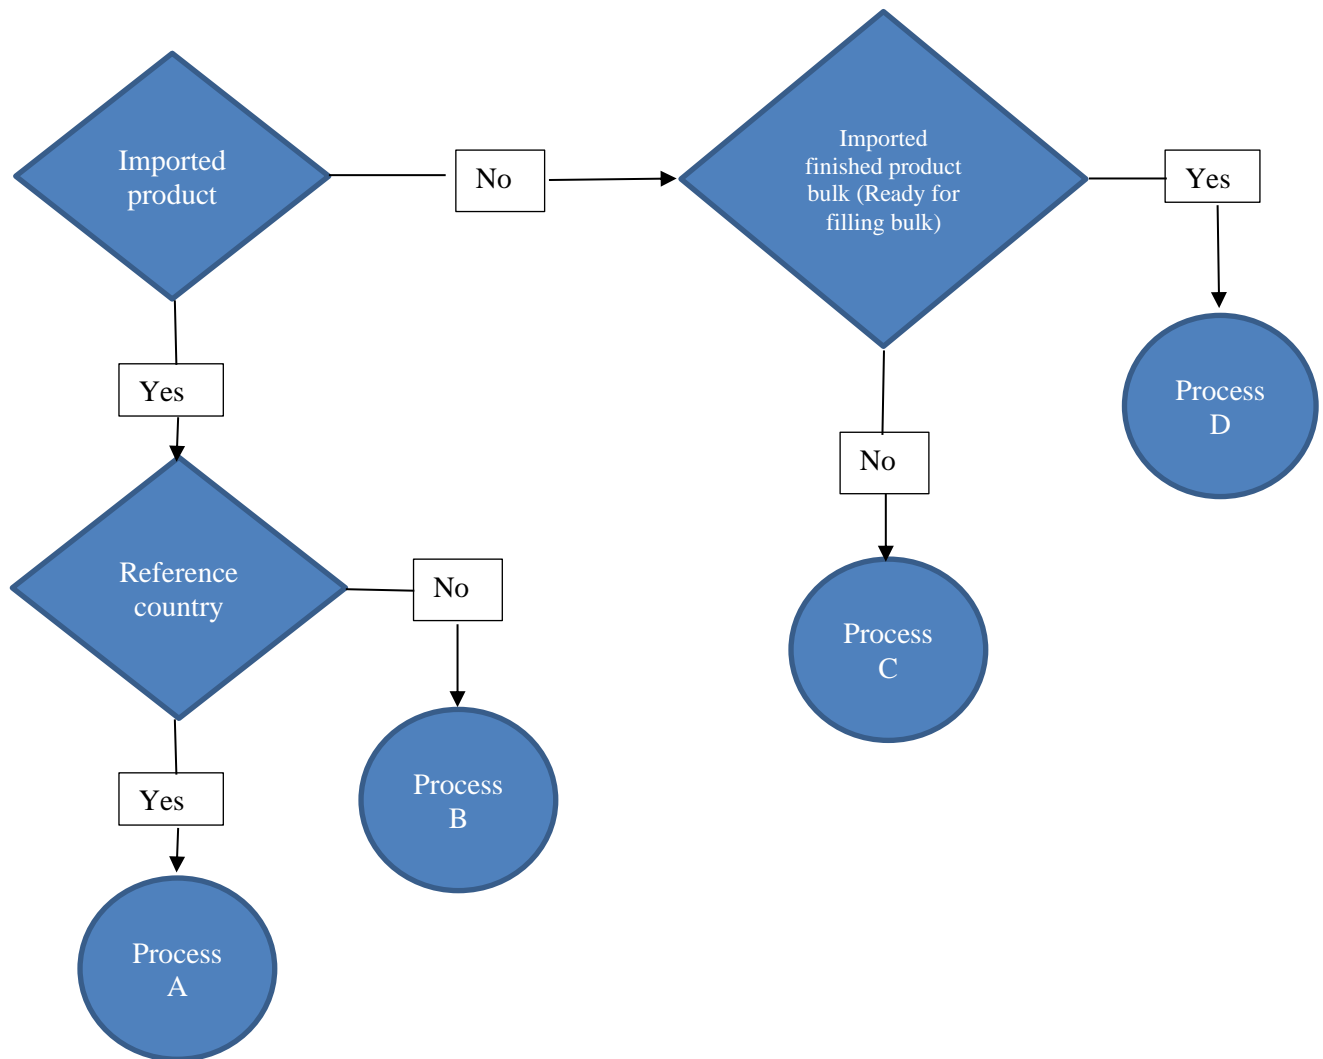 Imported
product
No
Imported
finished product
bulk (Ready for
filling bulk)
Yes
Yes
Process
D
No
Reference
country
No
Process
C
Yes
Process
B
Process
A